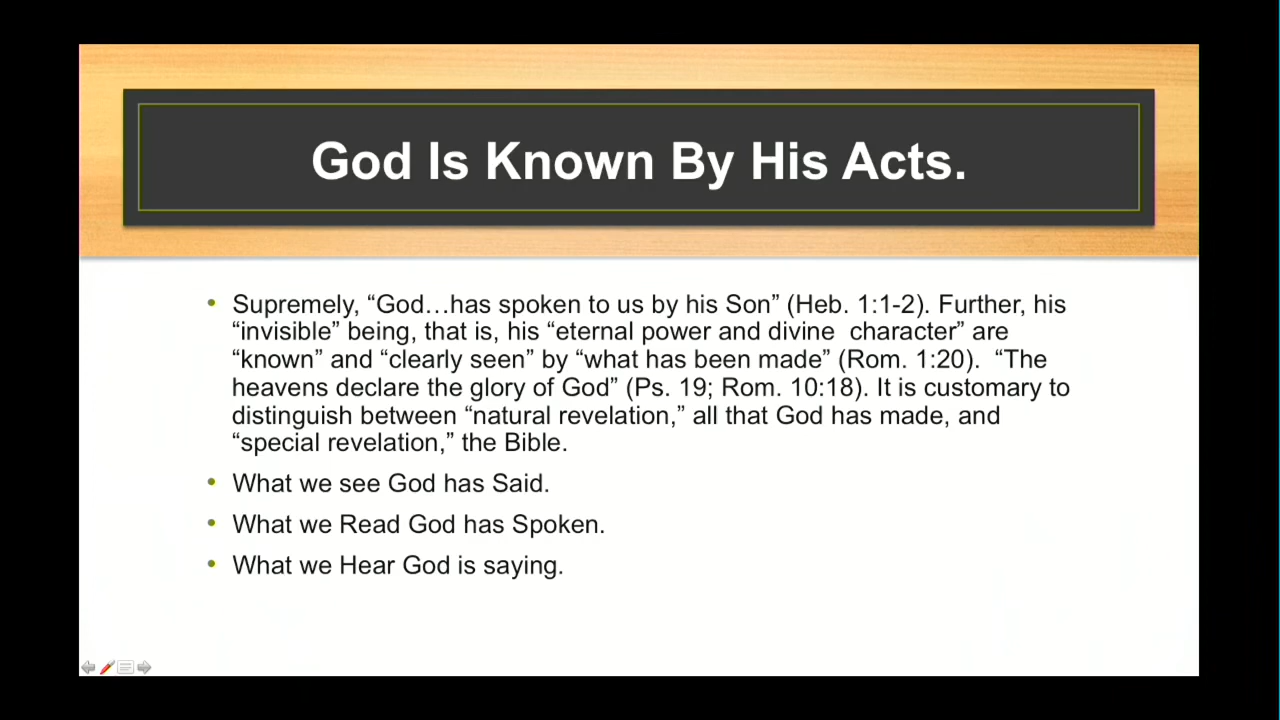 God Is Known By His Acts.
• Supremely, “God…has spoken to us by his Son” (Heb. 1:1-2). Further, his
“invisible” being, that is, his “eternal power and divine  character” are
“known” and “clearly seen” by “what has been made” (Rom. 1:20).  “The
heavens declare the glory of God” (Ps. 19; Rom. 10:18). It is customary to
distinguish between “natural revelation,” all that God has made, and
“special revelation,” the Bible.
• What we see God has Said.
• What we Read God has Spoken.
• What we Hear God is saying.